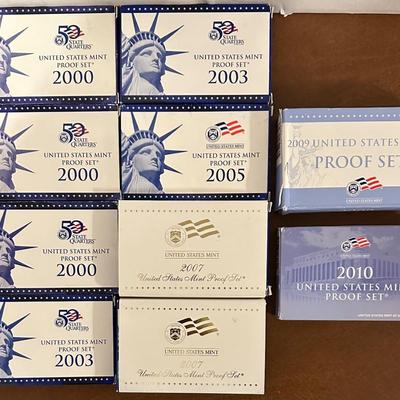 50
STATE
QUARTERS®
UNITED STATES MINT
PROOF SET®
2000
50
STATE
QUARTERS®
UNITED STATES MINT
PROOF SET®
2003
50
STATE
QUARTERS®
UNITED STATES MINT
PROOF SET®
2000
UNITED STATES MINT
UNITED STATES MINT
PROOF SET®
2005
2009 UNITED STATES
PROOF SET
UNITED STATES MINT
50
STATE
QUARTERS®
UNITED STATES MINT
PROOF SET®
2000
UNITED STATES MINT
2007
United States Mint Proof Set®
2010
UNITED STATES MINT
PROOF SET®
50
STATE
QUARTERS®
UNITED STATES MINT
PROOF SET®
2003
UNITED STATES MINT
2007
United States Mint Proof Set®